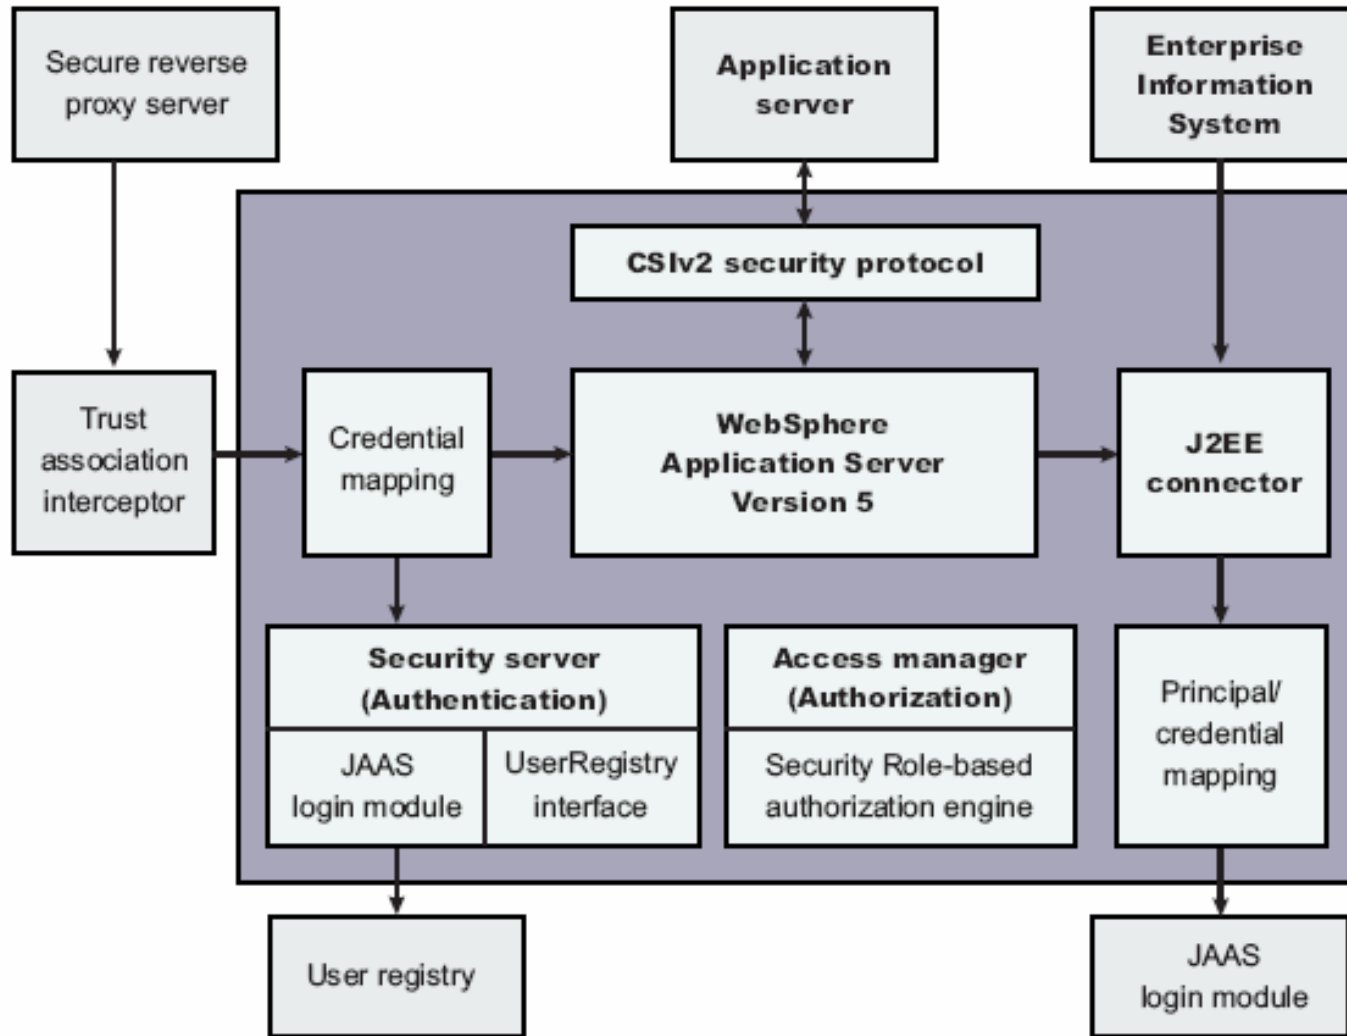 Secure reverse
proxy server
Application
server
Enterprise
Information
System
CSIv2 security protocol
Trust
association
interceptor
Credential
mapping
WebSphere
Application Server
Version 5
J2EE
connector
Security server
(Authentication)
JAAS
login module
UserRegistry
interface
Access manager
(Authorization)
Security Role-based
authorization engine
Principal/
credential
mapping
User registry
JAAS
login module